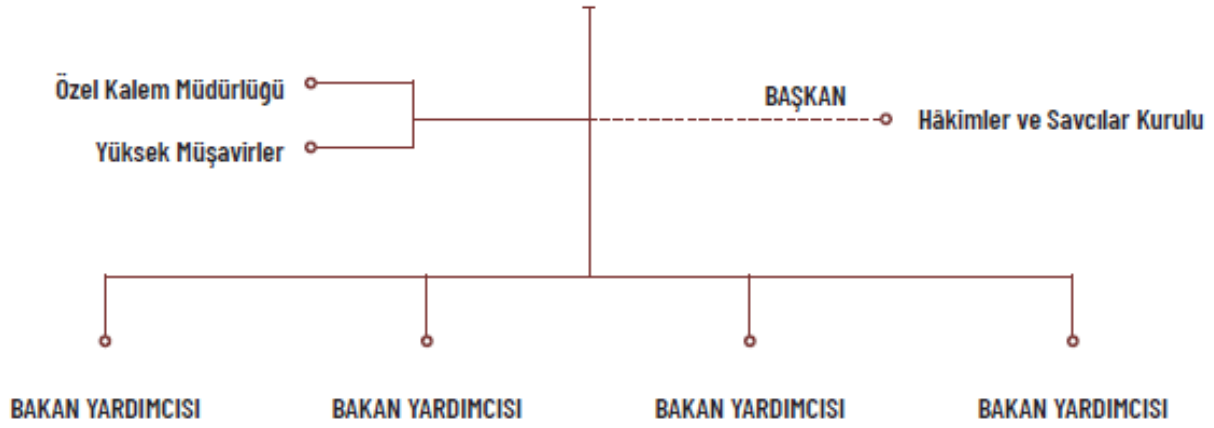 Özel Kalem Müdürlüğü
BAŞKAN
Hâkimler ve Savcılar Kurulu
Yüksek Müşavirler
BAKAN YARDIMCISI
BAKAN YARDIMCISI
BAKAN YARDIMCISI
BAKAN YARDIMCISI